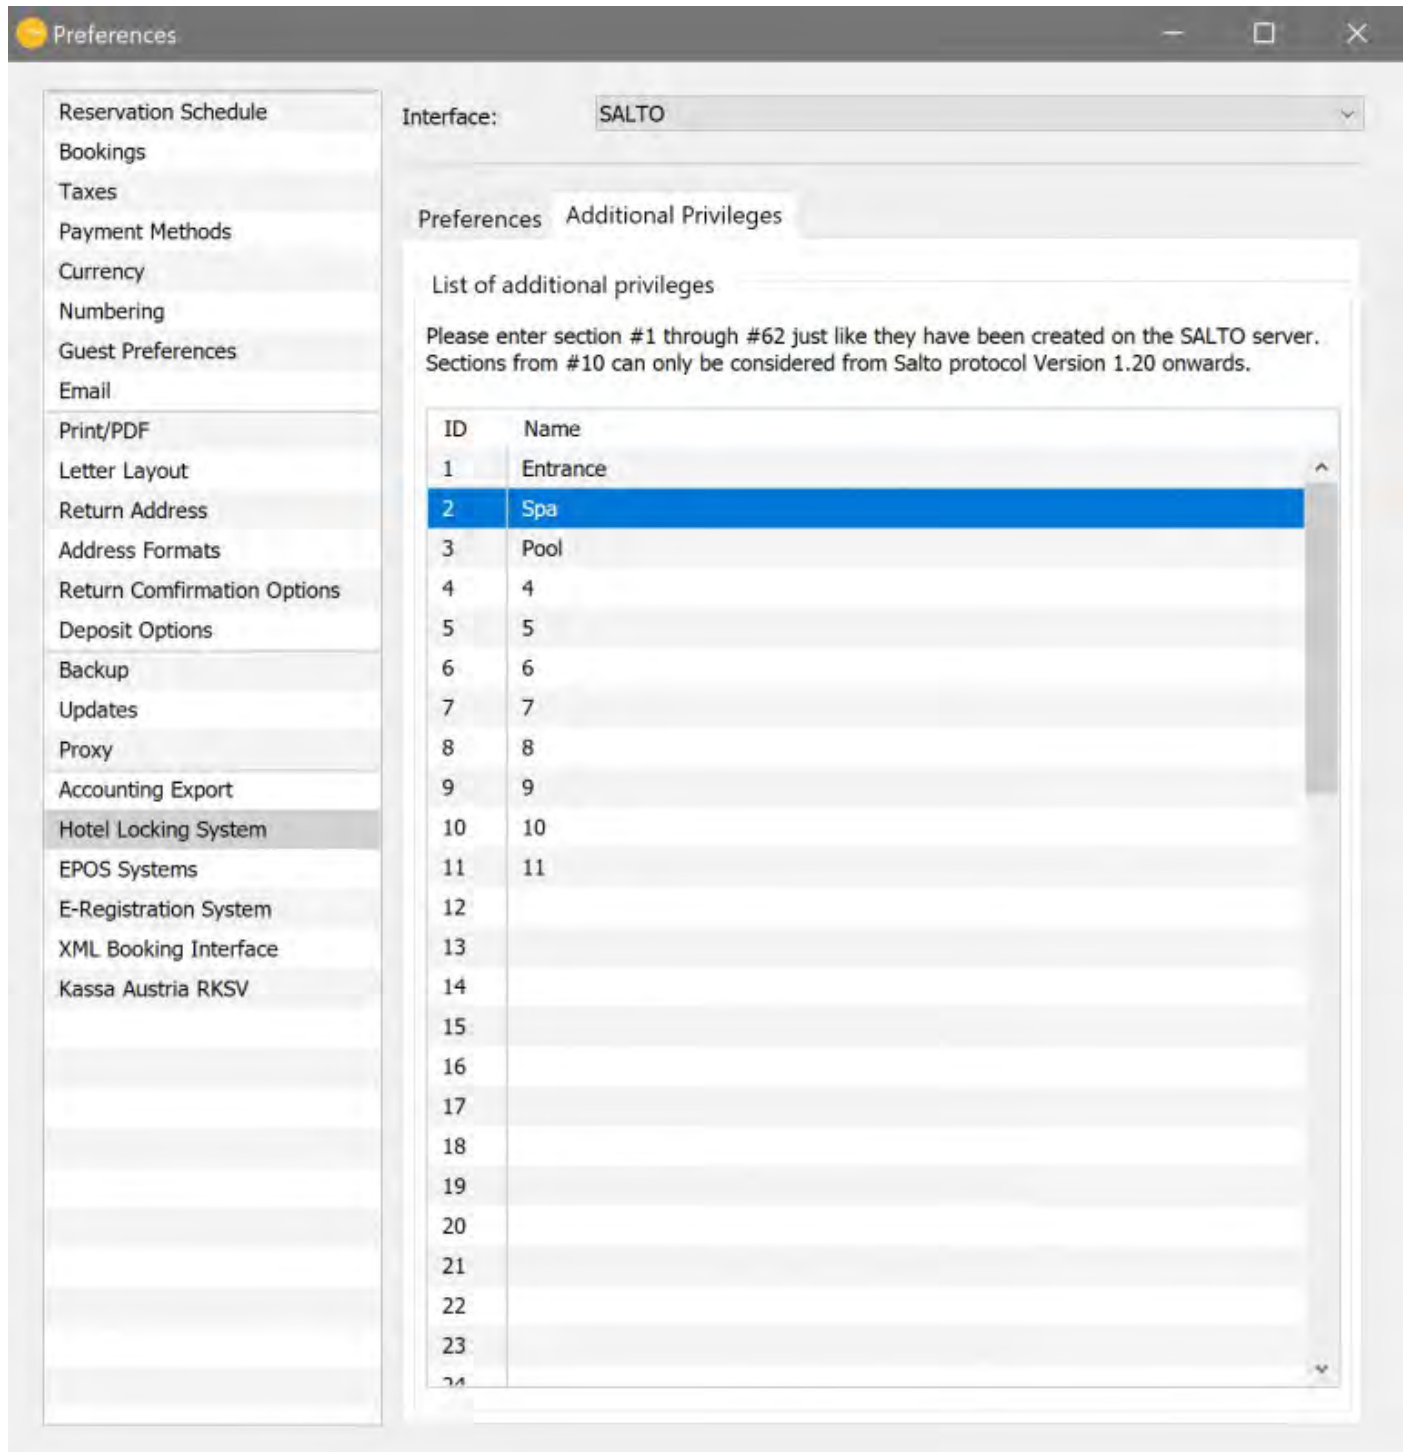 Preferences
Reservation Schedule
Bookings
Taxes
Payment Methods
Currency
Numbering
Guest Preferences
Email
Print/PDF
Letter Layout
Return Address
Address Formats
Return Comfirmation Options
Deposit Options
Backup
Updates
Proxy
Accounting Export
Hotel Locking System
EPOS Systems
E-Registration System
XML Booking Interface
Kassa Austria RKSV
Interface: SALTO
Preferences Additional Privileges
List of additional privileges
Please enter section #1 through #62 just like they have been created on the SALTO server.
Sections from #10 can only be considered from Salto protocol Version 1.20 onwards.
ID Name
1 Entrance
2 Spa
3 Pool
4 4
5 5
6 6
7 7
8 8
9 9
10 10
11 11
12
13
14
15
16
17
18
19
20
21
22
23
24